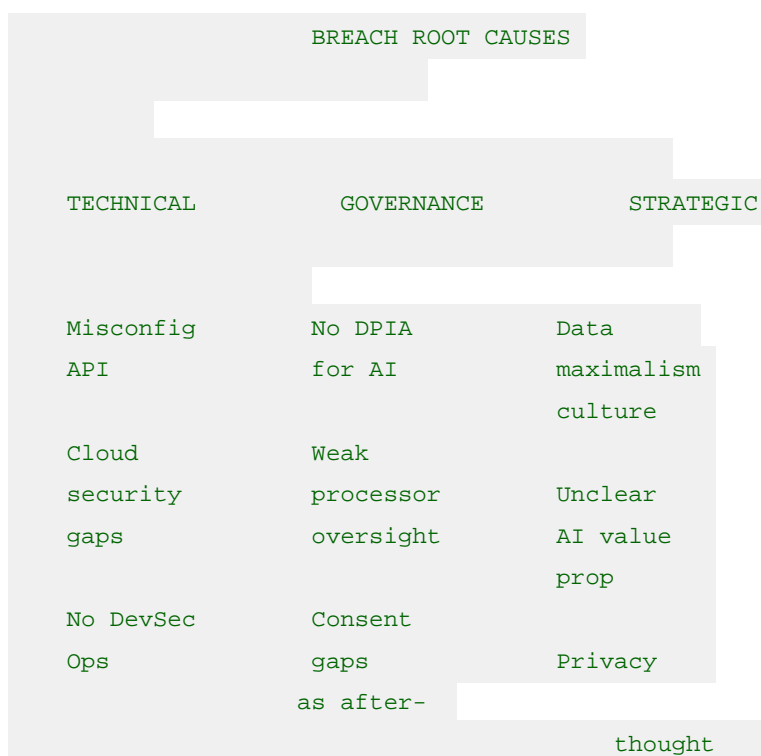 BREACH ROOT CAUSES
TECHNICAL GOVERNANCE STRATEGIC
Misconfig No DPIA Data
API for AI maximalism
culture
Cloud Weak
security processor Unclear
gaps oversight AI value
prop
No DevSec Consent
Ops gaps Privacy
as after-
thought